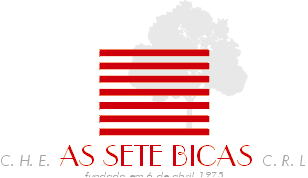 C. H. E. AS SETE BICAS C. R. L
fundada em 6 de abril 1975